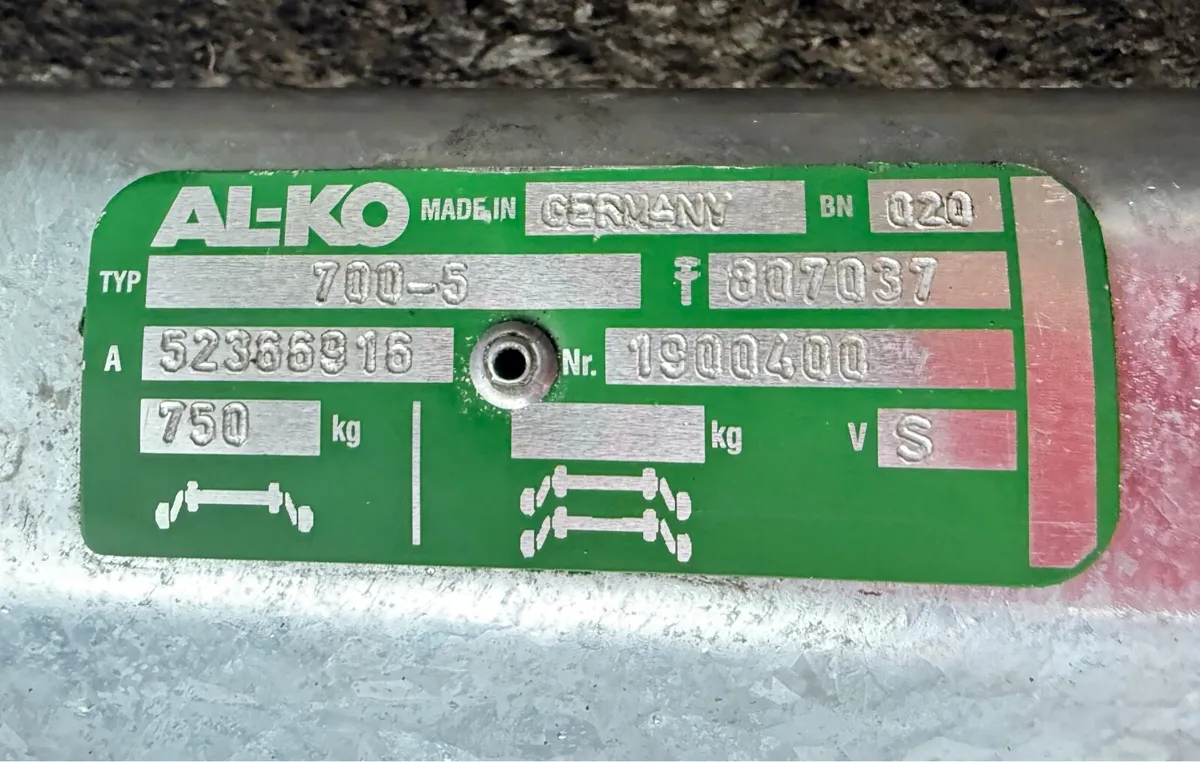 AL-KO MADE IN GERMANY BN 020
TYP 700-5 807037
A 52366916 Nr. 1900400
750 kg kg V S